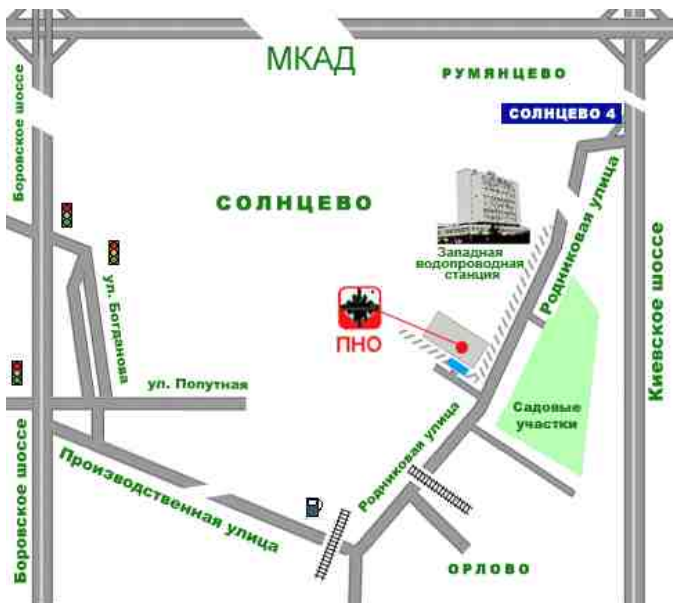 МКАД
РУМЯНЦЕВО
СОЛНЦЕВО 4
Боровское шоссе
СОЛНЦЕВО
Родниковая улица
Западная
водопроводная
станция
Киевское шоссе
ул. Богданова
ПНО
ул. Попутная
Садовые
участки
Родниковая улица
Боровское шоссе
Производственная улица
ОРЛОВО